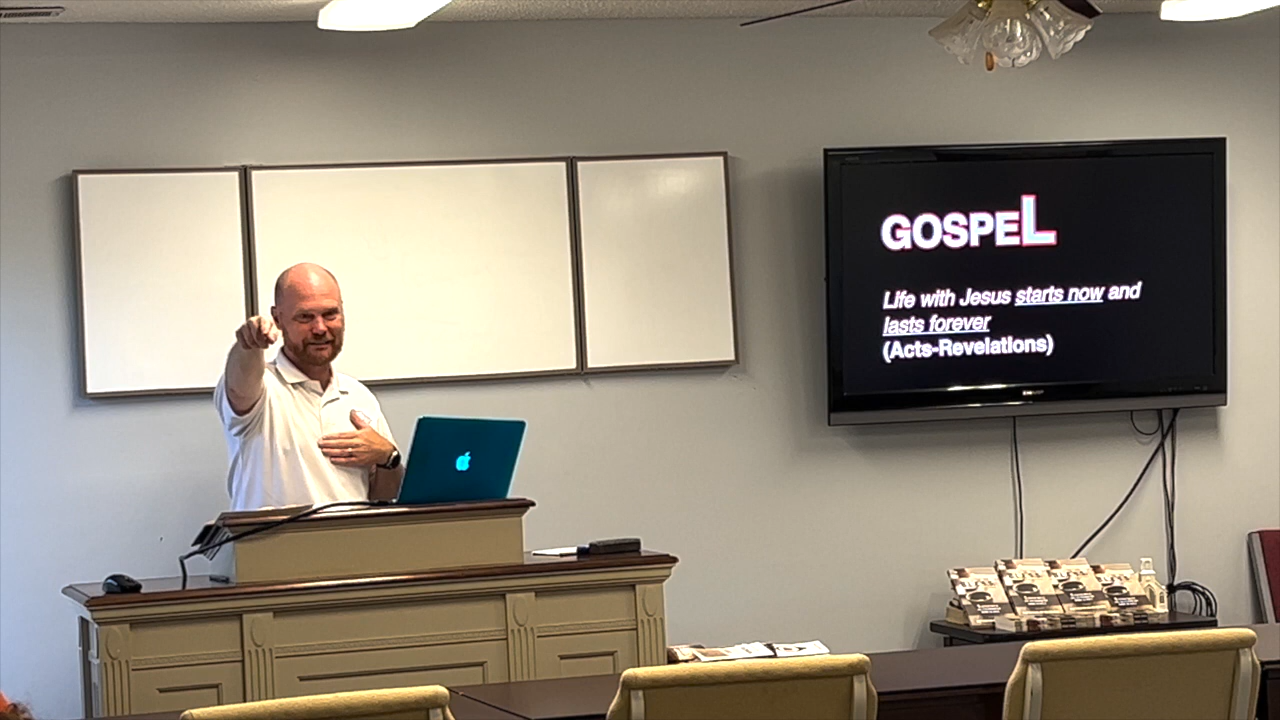 GOSPEL
Life with Jesus starts now and
lasts forever
(Acts-Revelations)